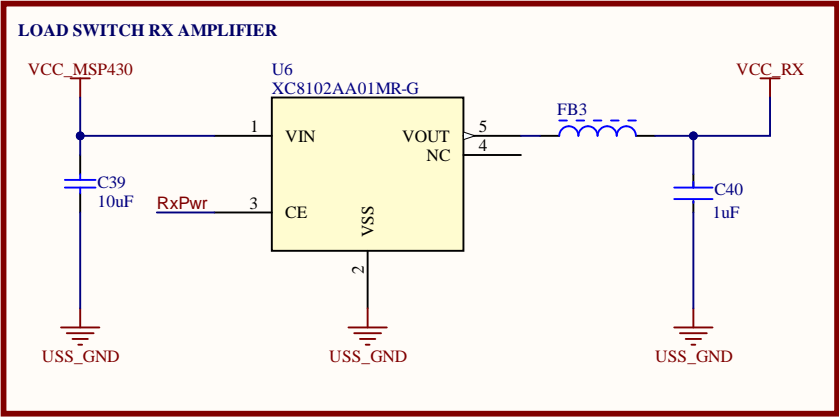 LOAD SWITCH RX AMPLIFIER
VCC_MSP430
U6
XC8102AA01MR-G
VCC_RX
FB3
1
VIN
VOUT
5
NC
4
C39
10uF
RxPwr
3
CE
VSS
2
C40
1uF
USS_GND
USS_GND
USS_GND